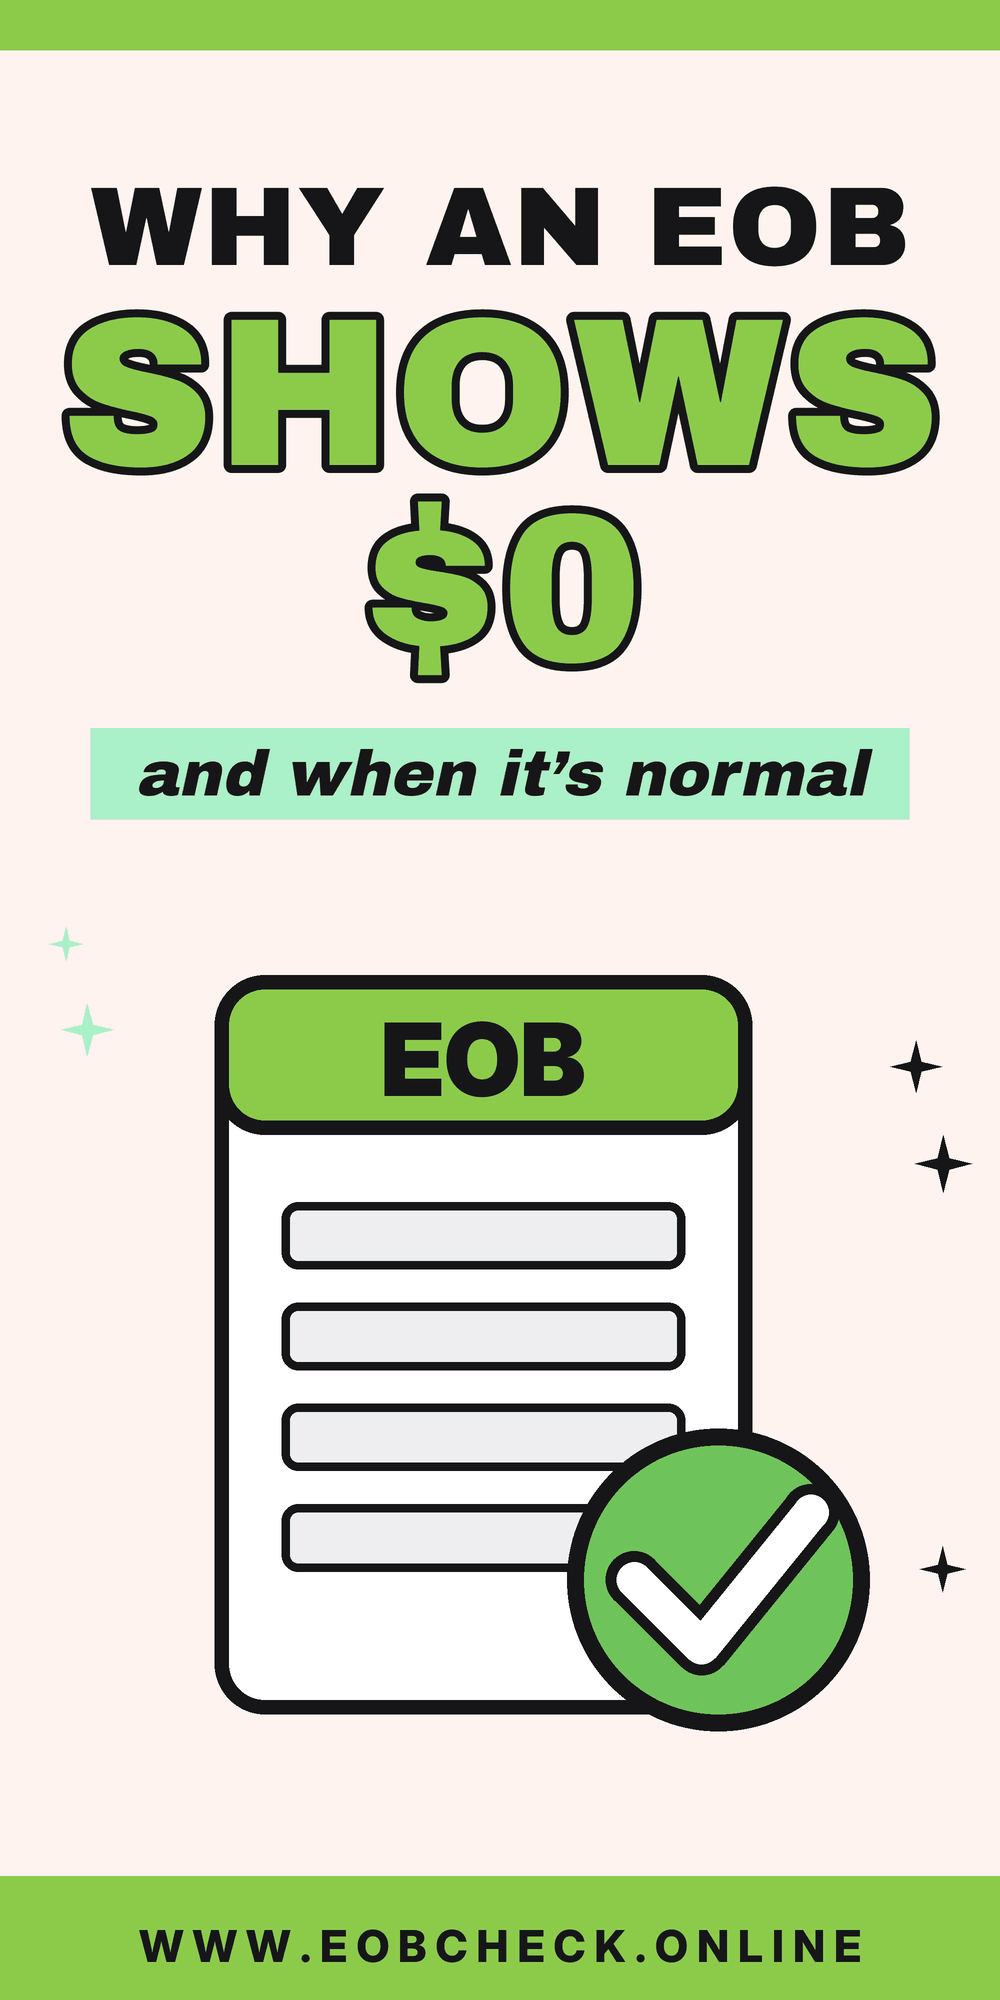 WHY AN EOB
SHOWS
$0
and when it’s normal
EOB
WWW.EOBCHECK.ONLINE